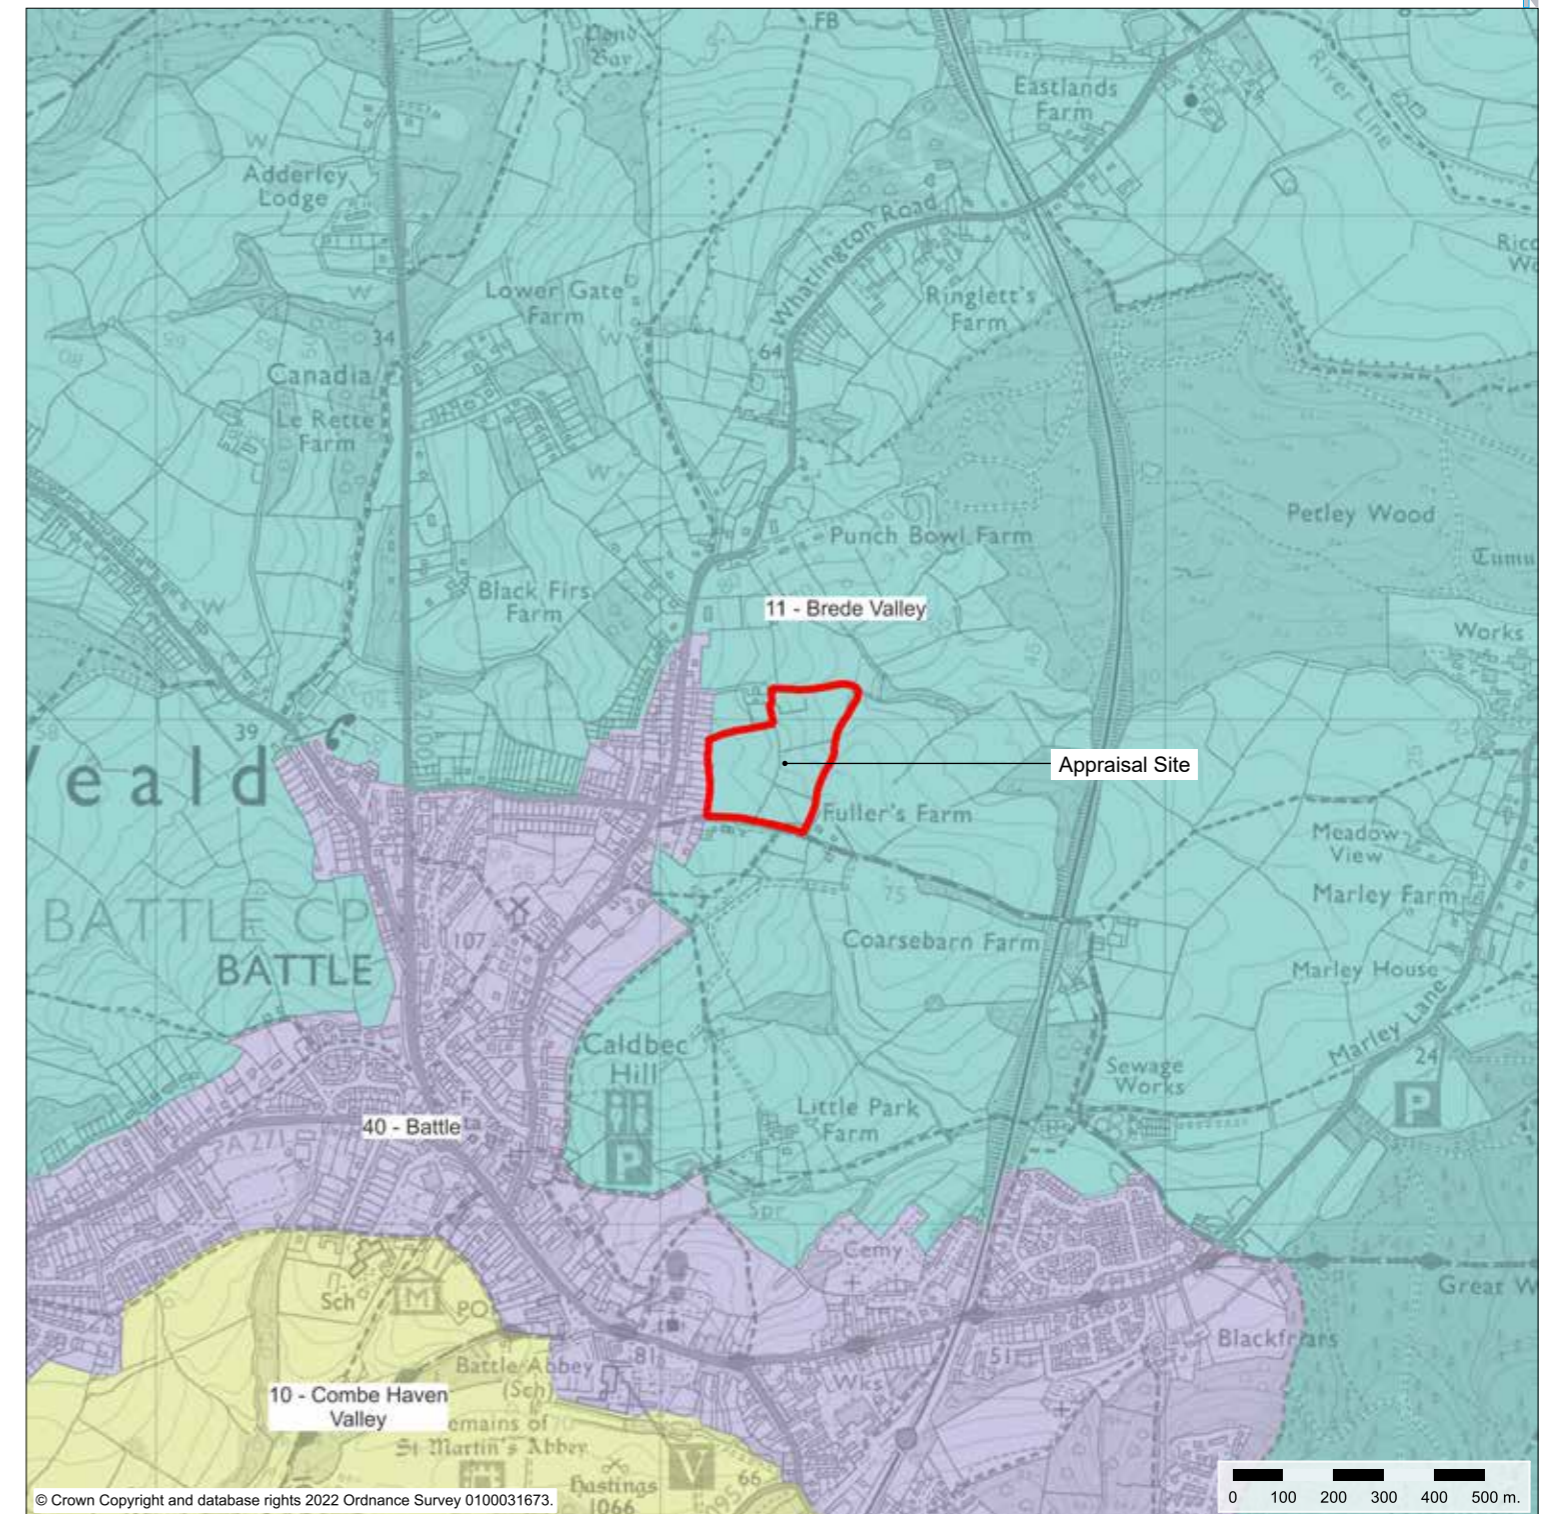 FB
Pond
Bay
Eastlands
Farm
River Line
W
Adderley
Lodge
Whatlington Road
W
Lower Gate
Farm
W
Ringlett's
Farm
34
64
Canadia
Le Rette
Farm
W
Petley Wood
Punch Bowl Farm
Black Firs
Farm
W
11 - Brede Valley
Works
39
eald
Appraisal Site
Fuller's Farm
Meadow
View
75
Marley Farm
BATTLE CP
107
Coarsebarn Farm
BATTLE
Marley House
Marley Lane
Caldbec
Hill
24
Sewage
Works
P
Little Park
Farm
40 - Battle
A 271
P
Spr
Cemy
Great W
Sch
M
PO
Blackfriars
81
51
Battle Abbey
(Sch)
Wks
10 - Combe Haven
Valley
emains of
St Martin's Abbey
V
66
Hastings
1066
© Crown Copyright and database rights 2022 Ordnance Survey 0100031673.
0 100 200 300 400 500 m.